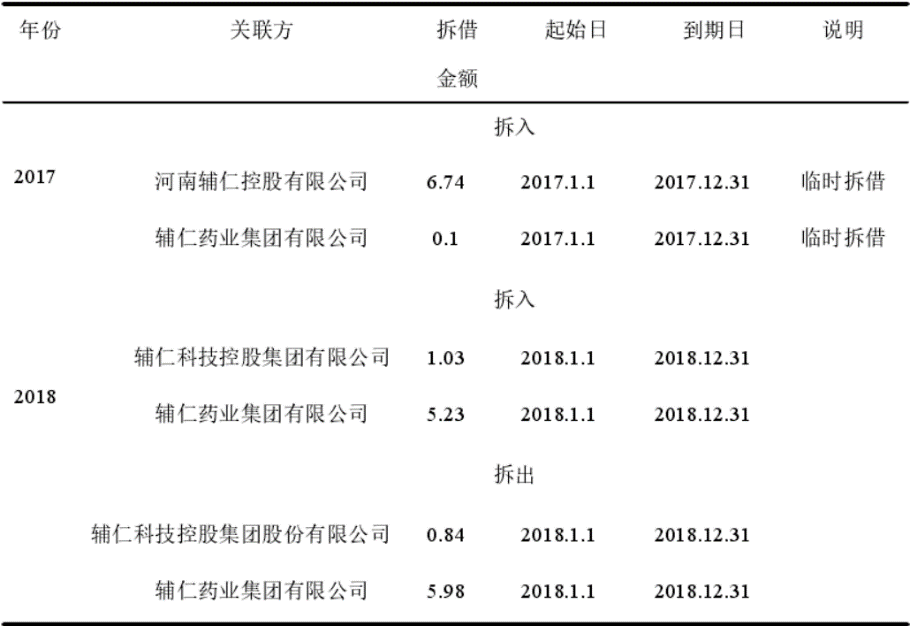 年份 关联方 拆借 起始日 到期日 说明
金额
拆入
2017 河南辅仁控股有限公司 6.74 2017.1.1 2017.12.31 临时拆借
辅仁药业集团有限公司 0.1 2017.1.1 2017.12.31 临时拆借
拆入
辅仁科技控股集团有限公司 1.03 2018.1.1 2018.12.31
2018
辅仁药业集团有限公司 5.23 2018.1.1 2018.12.31
拆出
辅仁科技控股集团股份有限公司 0.84 2018.1.1 2018.12.31
辅仁药业集团有限公司 5.98 2018.1.1 2018.12.31